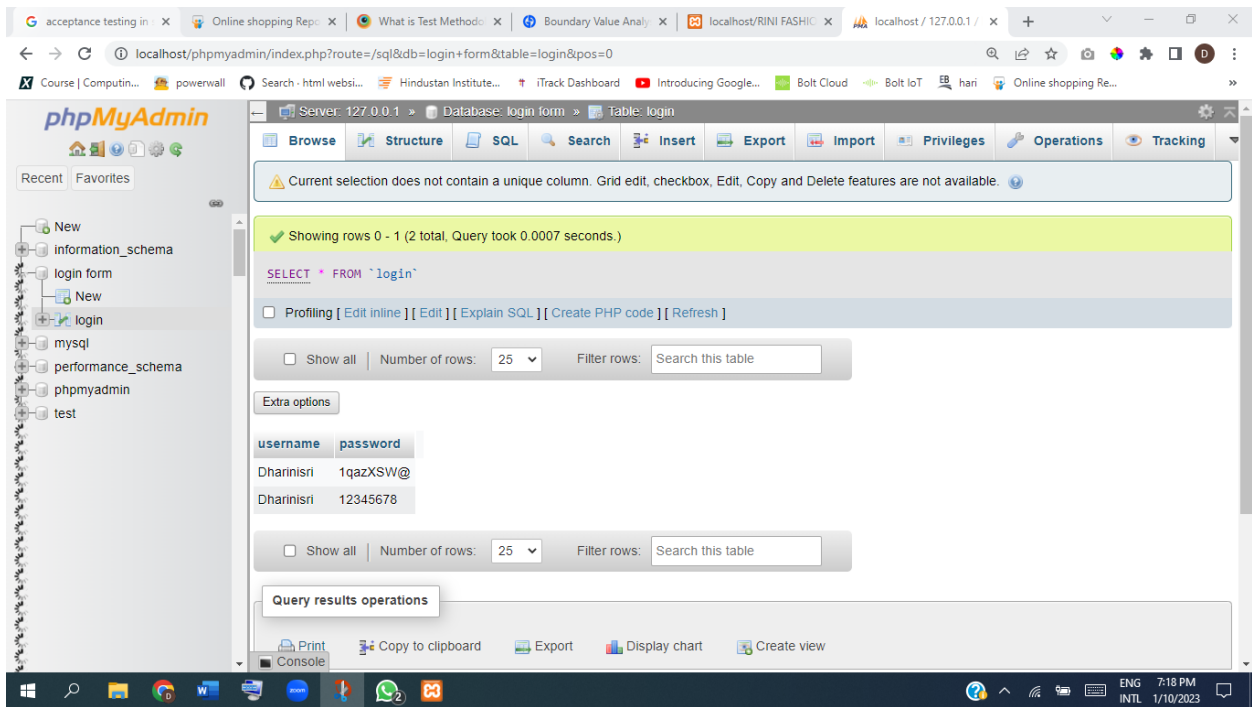 acceptance testing in
Online shopping Repo
What is Test Methodo
Boundary Value Analy
localhost/RINI FASHIO
localhost / 127.0.0.1 /
localhost/phpmyadmin/index.php?route=/sql&db=login+form&table=login&pos=0
D
Course | Computin...
powerwall
Search - html websi...
Hindustan Institute...
iTrack Dashboard
Introducing Google...
Bolt Cloud
Bolt IoT
hari
Online shopping Re...
»
phpMyAdmin
Recent
Favorites
New
information_schema
login form
New
login
mysql
performance_schema
phpmyadmin
test
Server: 127.0.0.1 » Database: login form » Table: login
Browse
Structure
SQL
Search
Insert
Export
Import
Privileges
Operations
Tracking
Current selection does not contain a unique column. Grid edit, checkbox, Edit, Copy and Delete features are not available.
Showing rows 0 - 1 (2 total, Query took 0.0007 seconds.)
SELECT * FROM `login`
Profiling [ Edit inline ] [ Edit ] [ Explain SQL ] [ Create PHP code ] [ Refresh ]
Show all | Number of rows: 25 Filter rows: Search this table
Extra options
username password
Dharinisri 1qazXSW@
Dharinisri 12345678
Show all | Number of rows: 25 Filter rows: Search this table
Query results operations
Print
Copy to clipboard
Export
Display chart
Create view
Console
zoom
2
ENG
INTL
7:18 PM
1/10/2023